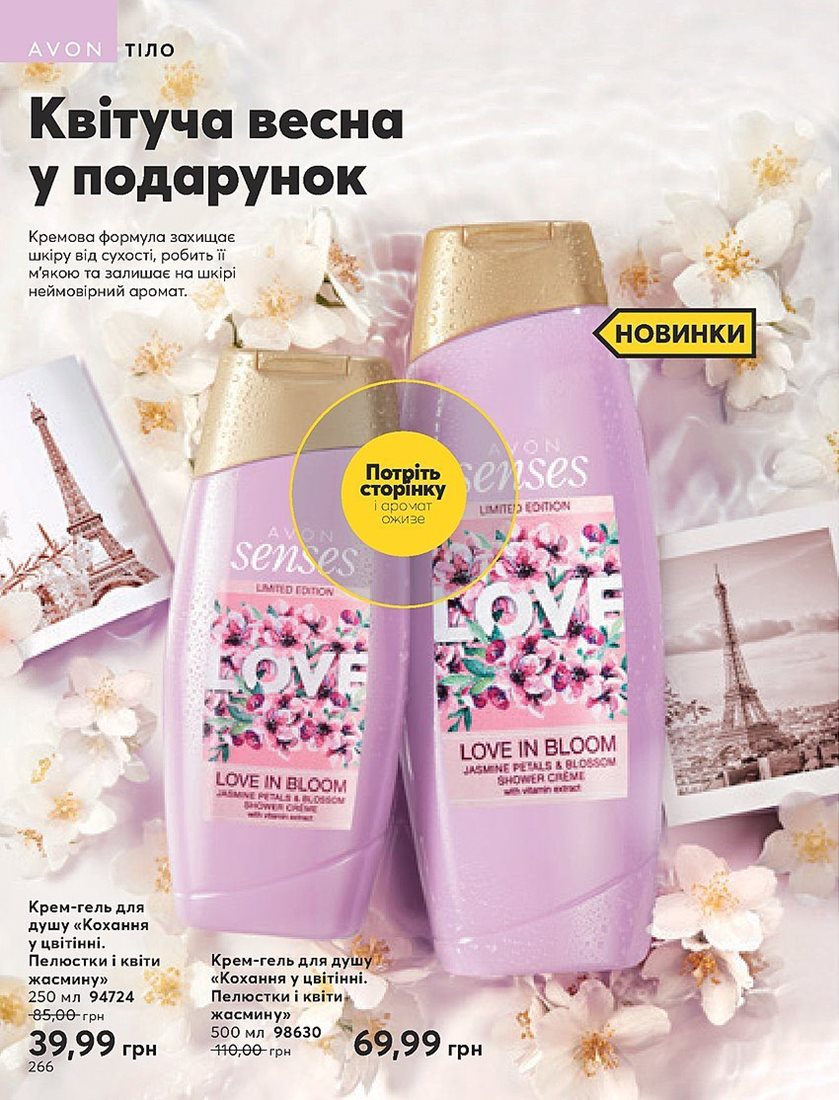 AVON ТІЛО
Квітуча весна
у подарунок
Кремова формула захищає
шкіру від сухості, робить її
м'якою та залишає на шкірі
неймовірний аромат.
НОВИНКИ
Потріть
сторінку
і аромат
оживе
AVON
senses
LIMITED EDITION
LOVE
LOVE IN BLOOM
JASMINE PETALS & BLOSSOM
SHOWER CRÈME
with vitamin extract
AVON
senses
LIMITED EDITION
LOVE
LOVE IN BLOOM
JASMINE PETALS & BLOSSOM
SHOWER CRÈME
with vitamin extract
Крем-гель для
душу «Кохання
у цвітінні.
Пелюстки і квіти
жасмину»
250 мл 94724
85,00 грн
39,99 грн
Крем-гель для душу
«Кохання у цвітінні.
Пелюстки і квіти
жасмину»
500 мл 98630
110,00 грн
69,99 грн
266